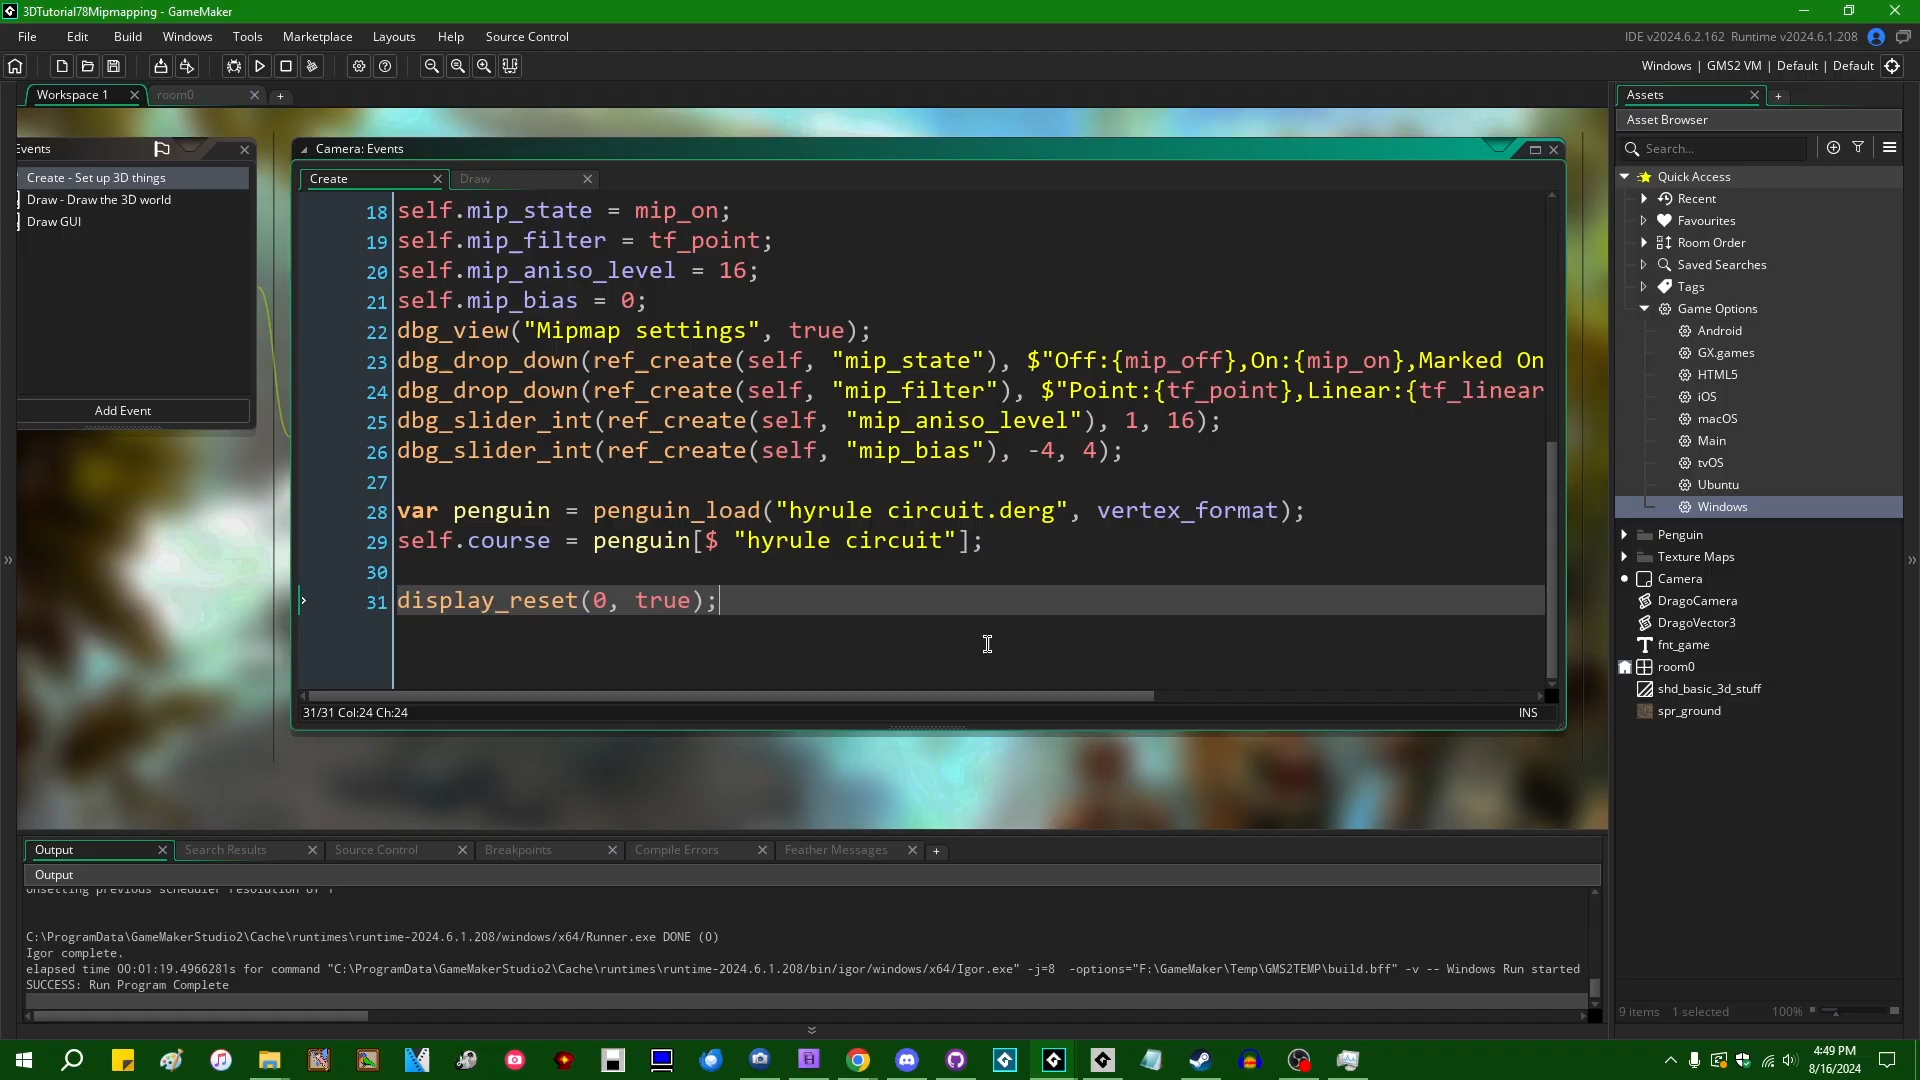 3DTutorial78Mipmapping - GameMaker
File Edit Build Windows Tools Marketplace Layouts Help Source Control
IDE v2024.6.2.162 Runtime v2024.6.1.208
Windows | GMS2 VM | Default | Default
Workspace 1
room0
Events
Create - Set up 3D things
Draw - Draw the 3D world
Draw GUI
Add Event
Camera: Events
Create
Draw
18 self.mip_state = mip_on;
19 self.mip_filter = tf_point;
20 self.mip_aniso_level = 16;
21 self.mip_bias = 0;
22 dbg_view("Mipmap settings", true);
23 dbg_drop_down(ref_create(self, "mip_state"), $"Off:{mip_off},On:{mip_on},Marked On
24 dbg_drop_down(ref_create(self, "mip_filter"), $"Point:{tf_point},Linear:{tf_linear
25 dbg_slider_int(ref_create(self, "mip_aniso_level"), 1, 16);
26 dbg_slider_int(ref_create(self, "mip_bias"), -4, 4);
27
28 var penguin = penguin_load("hyrule circuit.derg", vertex_format);
29 self.course = penguin[$ "hyrule circuit"];
30
31 display_reset(0, true);
31/31 Col:24 Ch:24
INS
Assets
Asset Browser
Search...
Quick Access
Recent
Favourites
Room Order
Saved Searches
Tags
Game Options
Android
GX.games
HTML5
iOS
macOS
Main
tvOS
Ubuntu
Windows
Penguin
Texture Maps
Camera
DragoCamera
DragoVector3
fnt_game
room0
shd_basic_3d_stuff
spr_ground
9 items 1 selected 100%
Output
Search Results
Source Control
Breakpoints
Compile Errors
Feather Messages
Output
C:\ProgramData\GameMakerStudio2\Cache\runtimes\runtime-2024.6.1.208/windows/x64/Runner.exe DONE (0)
Igor complete.
elapsed time 00:01:19.4966281s for command "C:\ProgramData\GameMakerStudio2\Cache\runtimes\runtime-2024.6.1.208/bin/igor/windows/x64/Igor.exe" -j=8 -options="F:\GameMaker\Temp\GMS2TEMP\build.bff" -v -- Windows Run started
SUCCESS: Run Program Complete
4:49 PM
8/16/2024